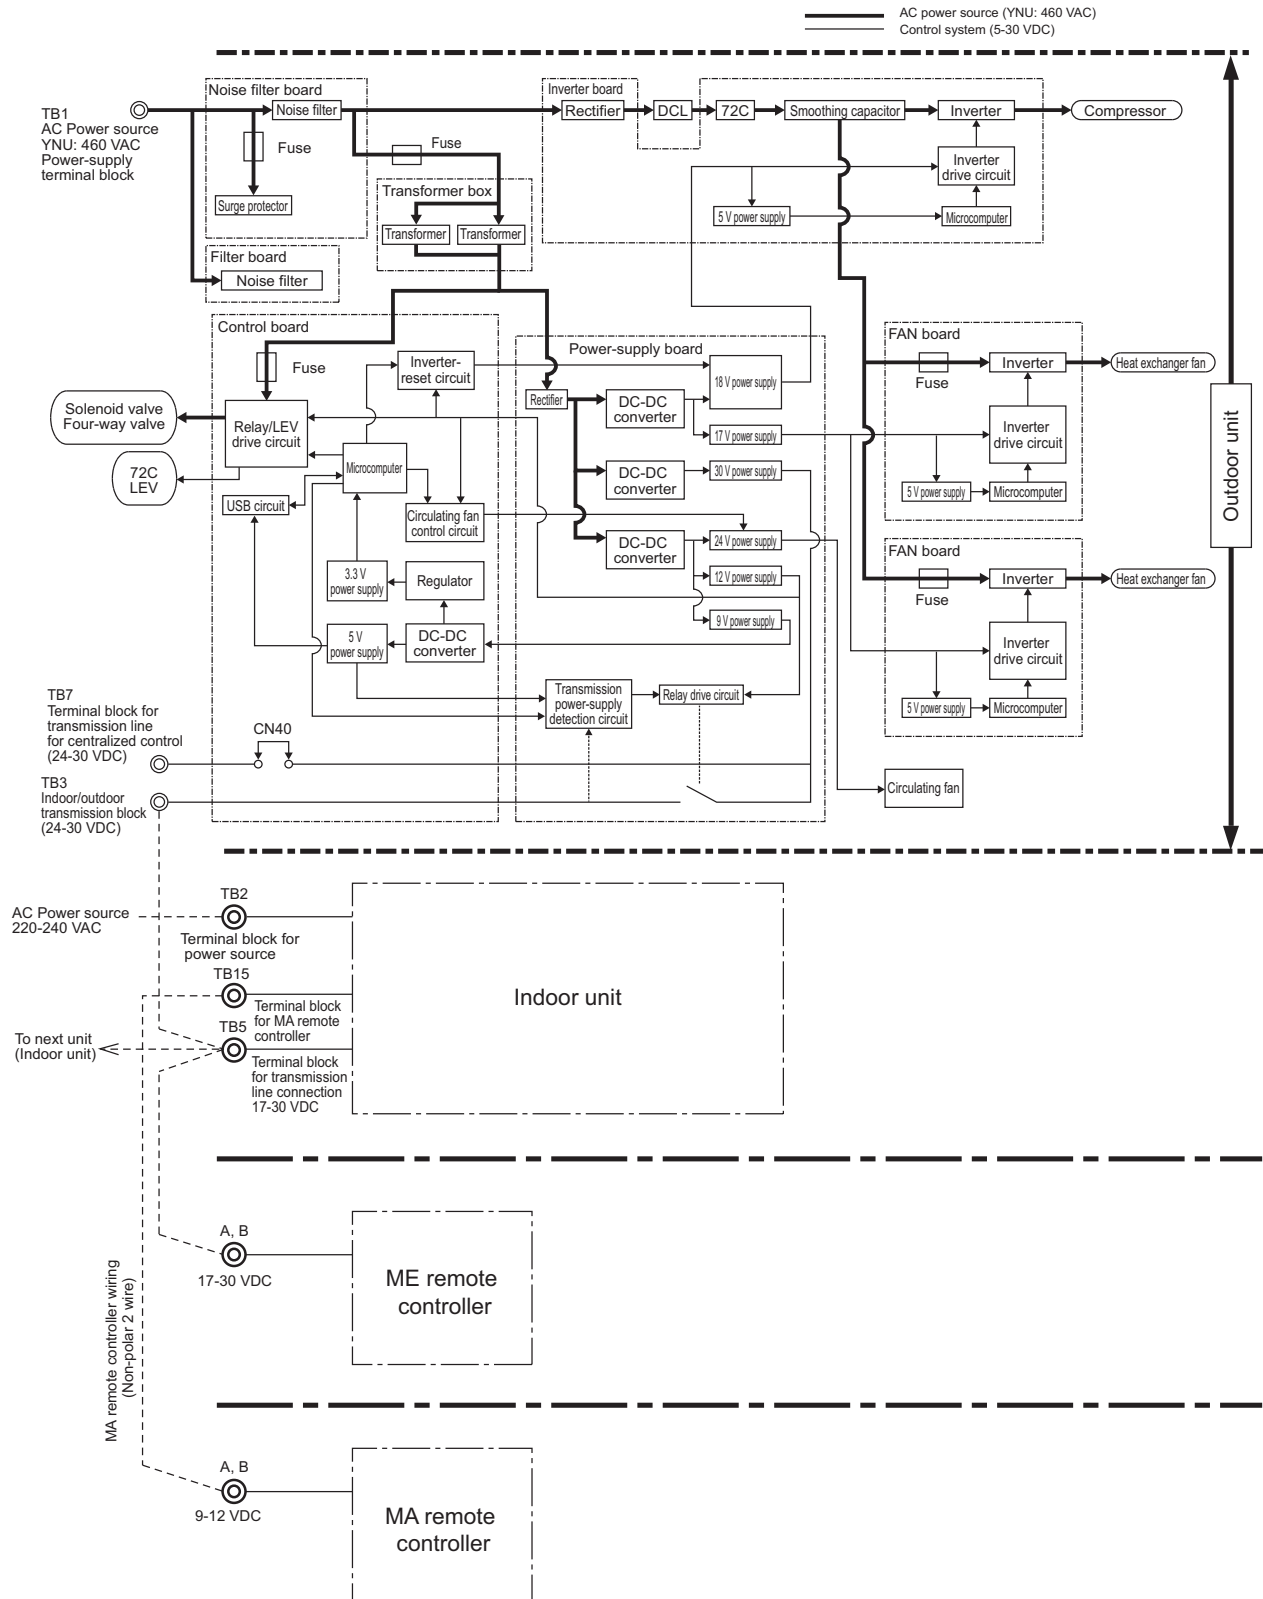 AC power source (YNU: 460 VAC)
Control system (5-30 VDC)
TB1
AC Power source
YNU: 460 VAC
Power-supply
terminal block
Noise filter board
Noise filter
Fuse
Surge protector
Filter board
Noise filter
Fuse
Transformer box
Transformer
Transformer
Inverter board
Rectifier
DCL
72C
Smoothing capacitor
Inverter
Compressor
Inverter
drive circuit
5 V power supply
Microcomputer
Control board
Fuse
Inverter-
reset circuit
Solenoid valve
Four-way valve
Relay/LEV
drive circuit
72C
LEV
Microcomputer
USB circuit
Circulating fan
control circuit
3.3 V
power supply
Regulator
5 V
power supply
DC-DC
converter
Power-supply board
Rectifier
DC-DC
converter
18 V power supply
17 V power supply
DC-DC
converter
30 V power supply
DC-DC
converter
24 V power supply
12 V power supply
9 V power supply
Transmission
power-supply
detection circuit
Relay drive circuit
FAN board
Fuse
Inverter
Heat exchanger fan
Inverter
drive circuit
5 V power supply
Microcomputer
FAN board
Fuse
Inverter
Heat exchanger fan
Inverter
drive circuit
5 V power supply
Microcomputer
Circulating fan
Outdoor unit
TB7
Terminal block for
transmission line
for centralized control
(24-30 VDC)
CN40
TB3
Indoor/outdoor
transmission block
(24-30 VDC)
TB2
AC Power source
220-240 VAC
Terminal block for
power source
TB15
Terminal block
for MA remote
controller
Indoor unit
To next unit
(Indoor unit)
TB5
Terminal block
for transmission
line connection
17-30 VDC
A, B
17-30 VDC
ME remote
controller
MA remote controller wiring
(Non-polar 2 wire)
A, B
9-12 VDC
MA remote
controller